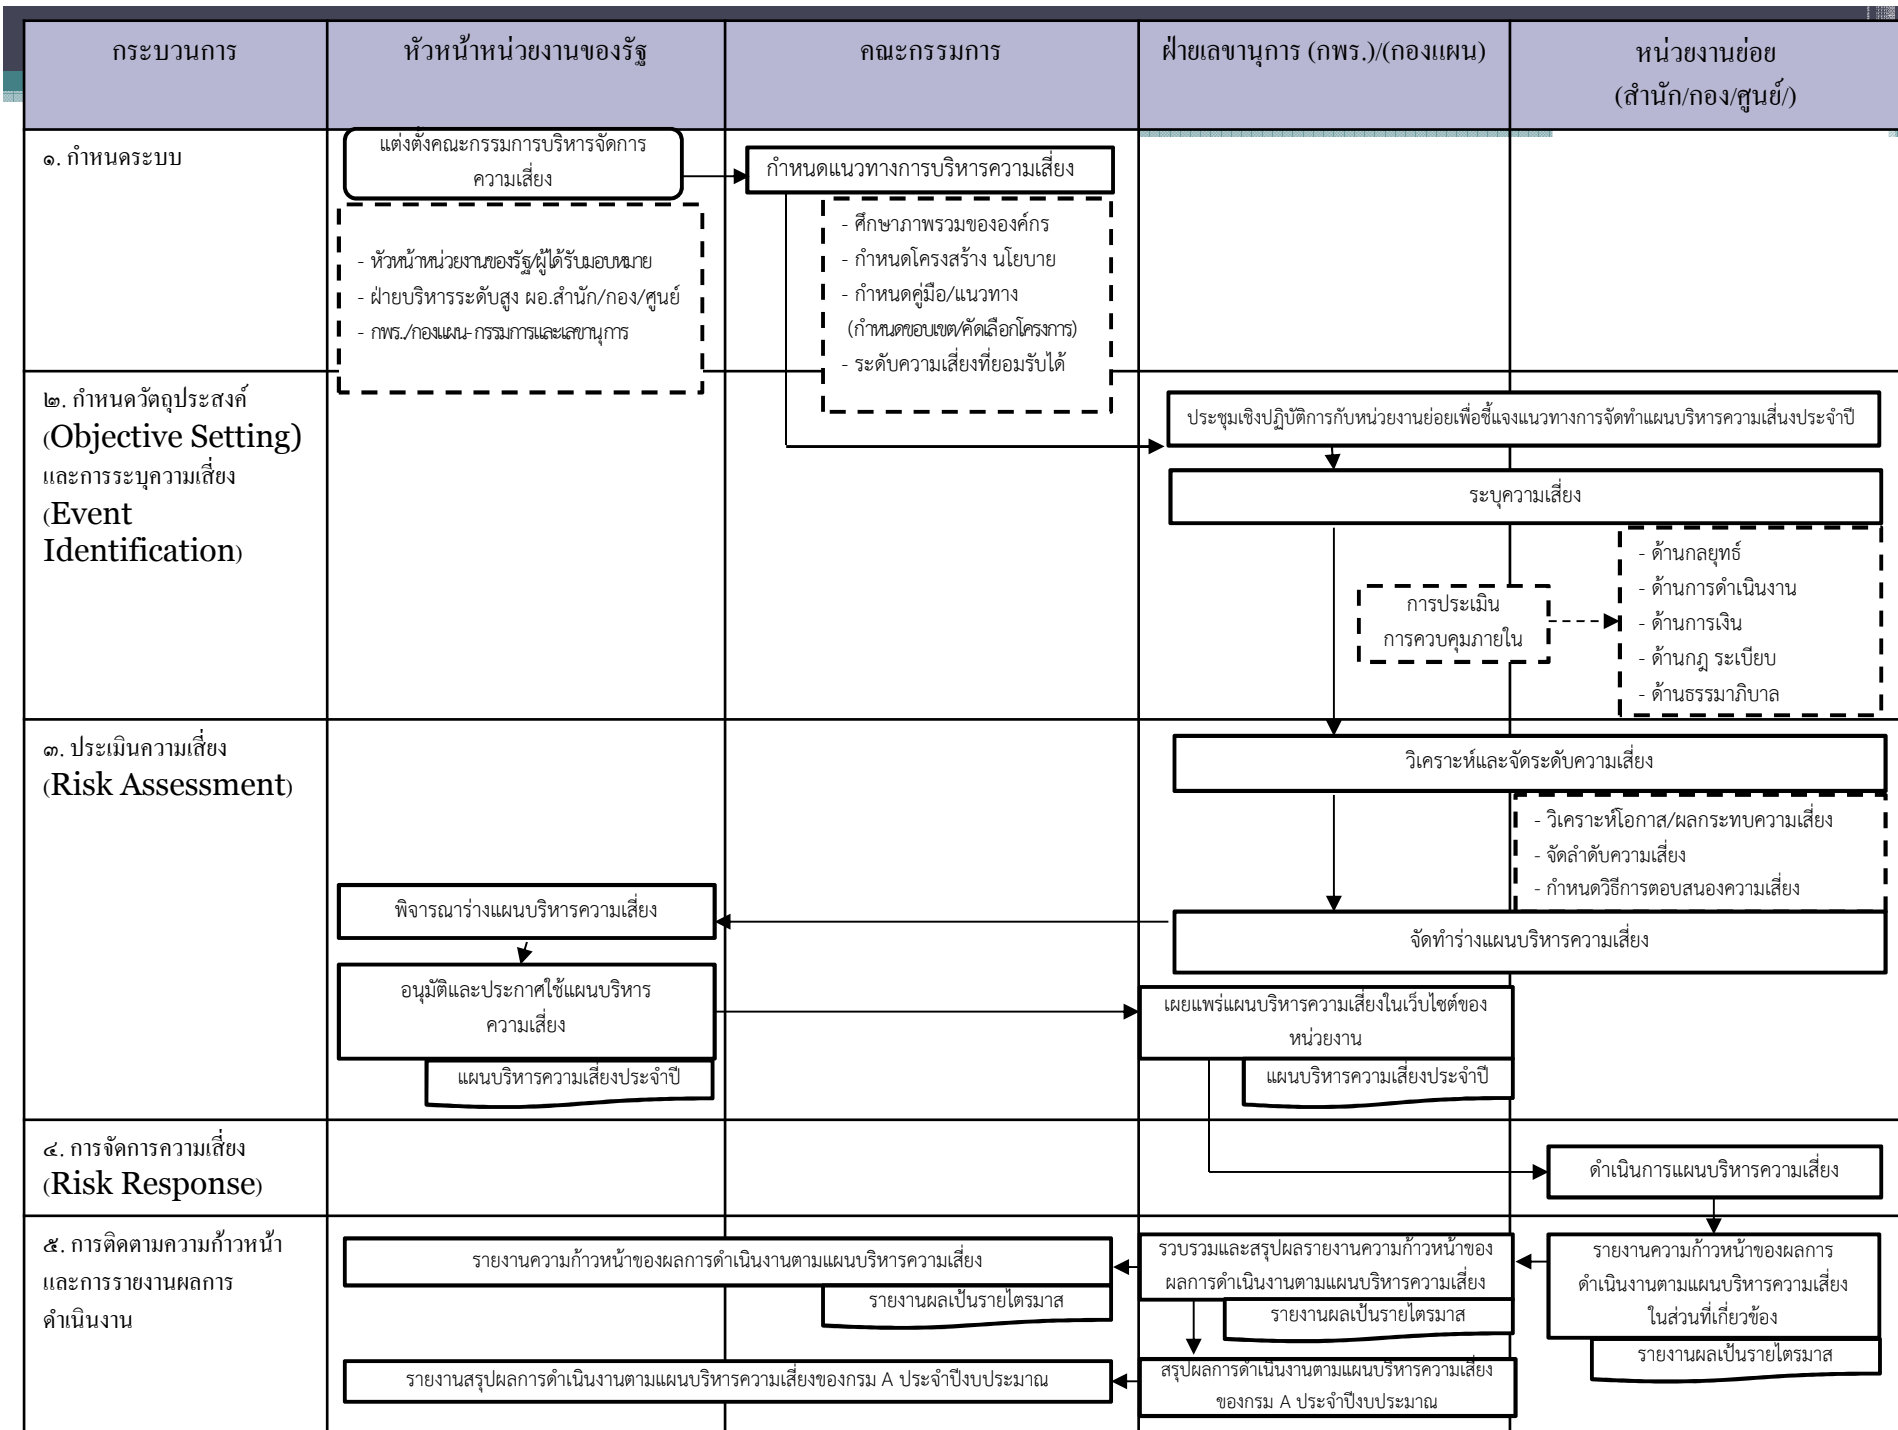 กระบวนการ
หัวหน้าหน่วยงานของรัฐ
คณะกรรมการ
ฝ่ายเลขานุการ (กพร.)/(กองแผน)
หน่วยงานย่อย
(สำนัก/กอง/ศูนย์/)
๑. กำหนดระบบ
แต่งตั้งคณะกรรมการบริหารจัดการ
ความเสี่ยง
- หัวหน้าหน่วยงานของรัฐ/ผู้ได้รับมอบหมาย
- ฝ่ายบริหารระดับสูง ผอ.สำนัก/กอง/ศูนย์
- กพร./กองแผน-กรรมการและเลขานุการ
กำหนดแนวทางการบริหารความเสี่ยง
- ศึกษาภาพรวมขององค์กร
- กำหนดโครงสร้าง นโยบาย
- กำหนดคู่มือ/แนวทาง
(กำหนดขอบเขต/คัดเลือกโครงการ)
- ระดับความเสี่ยงที่ยอมรับได้
๒. กำหนดวัตถุประสงค์
(Objective Setting)
และการระบุความเสี่ยง
(Event
Identification)
ประชุมเชิงปฏิบัติการกับหน่วยงานย่อยเพื่อชี้แจงแนวทางการจัดทำแผนบริหารความเสี่นงประจำปี
ระบุความเสี่ยง
การประเมิน
การควบคุมภายใน
- ด้านกลยุทธ์
- ด้านการดำเนินงาน
- ด้านการเงิน
- ด้านกฎ ระเบียบ
- ด้านธรรมาภิบาล
๓. ประเมินความเสี่ยง
(Risk Assessment)
วิเคราะห์และจัดระดับความเสี่ยง
- วิเคราะห์โอกาส/ผลกระทบความเสี่ยง
- จัดลำดับความเสี่ยง
- กำหนดวิธีการตอบสนองความเสี่ยง
จัดทำร่างแผนบริหารความเสี่ยง
พิจารณาร่างแผนบริหารความเสี่ยง
อนุมัติและประกาศใช้แผนบริหาร
ความเสี่ยง
แผนบริหารความเสี่ยงประจำปี
เผยแพร่แผนบริหารความเสี่ยงในเว็บไซต์ของ
หน่วยงาน
แผนบริหารความเสี่ยงประจำปี
๔. การจัดการความเสี่ยง
(Risk Response)
ดำเนินการแผนบริหารความเสี่ยง
๕. การติดตามความก้าวหน้า
และการรายงานผลการ
ดำเนินงาน
รายงานความก้าวหน้าของผลการดำเนินงานตามแผนบริหารความเสี่ยง
รายงานผลเป็นรายไตรมาส
รวบรวมและสรุปผลรายงานความก้าวหน้าของ
ผลการดำเนินงานตามแผนบริหารความเสี่ยง
รายงานผลเป็นรายไตรมาส
รายงานความก้าวหน้าของผลการ
ดำเนินงานตามแผนบริหารความเสี่ยง
ในส่วนที่เกี่ยวข้อง
รายงานผลเป็นรายไตรมาส
รายงานสรุปผลการดำเนินงานตามแผนบริหารความเสี่ยงของกรม A ประจำปีงบประมาณ
สรุปผลการดำเนินงานตามแผนบริหารความเสี่ยง
ของกรม A ประจำปีงบประมาณ